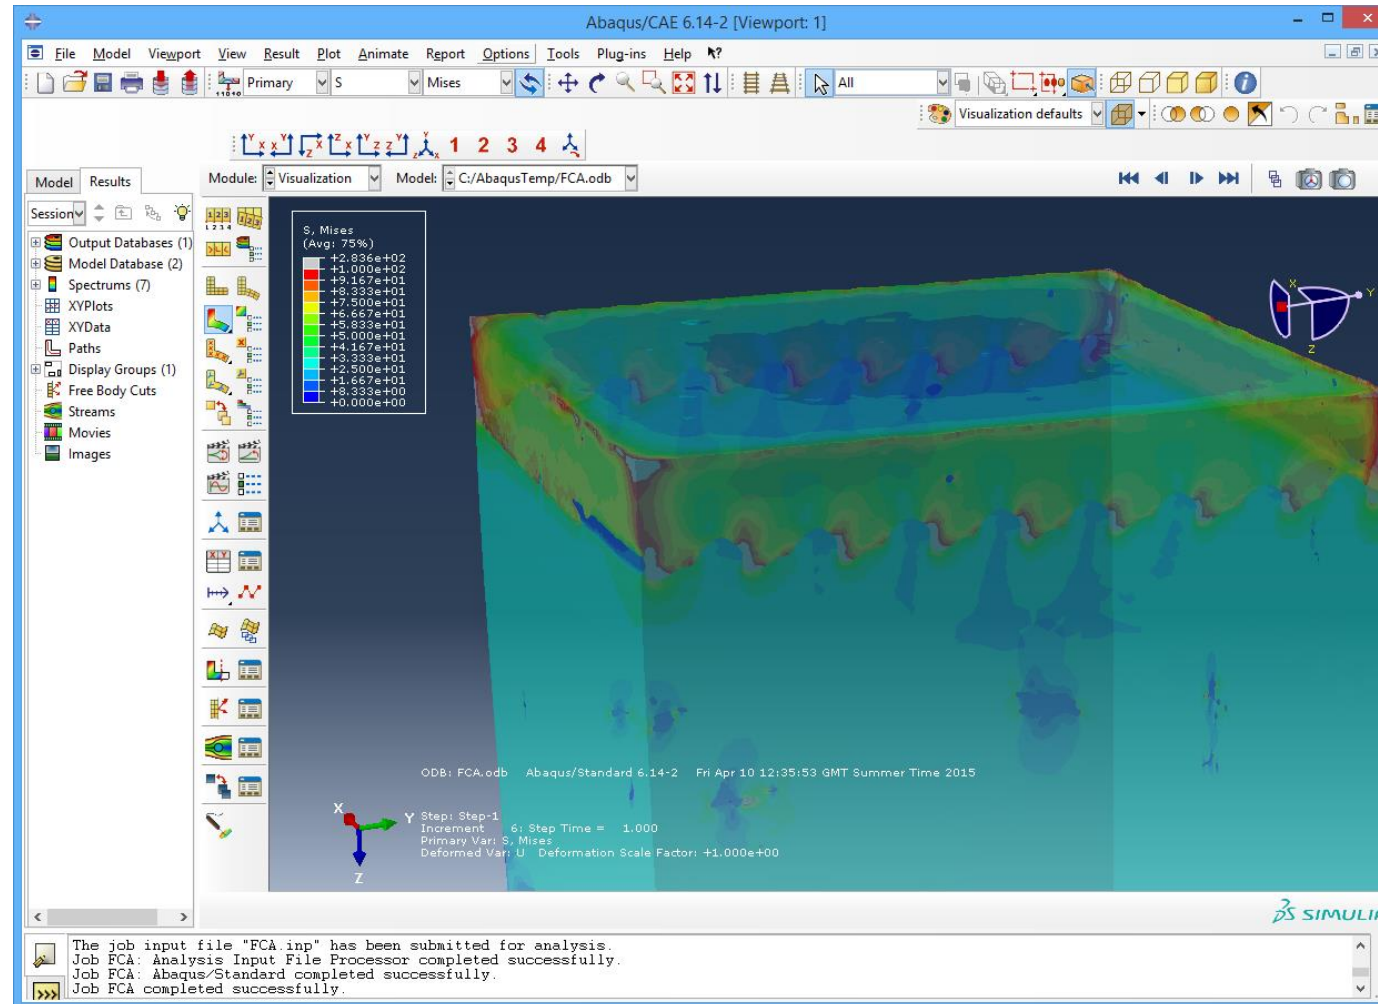 Abaqus/CAE 6.14-2 [Viewport: 1]
File Model Viewport View Result Plot Animate Report Options Tools Plug-ins Help
Primary S Mises All
Visualization defaults
1 2 3 4
Model Results
Module: Visualization Model: C:/AbaqusTemp/FCA.odb
Session
Output Databases (1)
Model Database (2)
Spectrums (7)
XYPlots
XYData
Paths
Display Groups (1)
Free Body Cuts
Streams
Movies
Images
S, Mises
(Avg: 75%)
+2.836e+02
+1.000e+02
+9.167e+01
+8.333e+01
+7.500e+01
+6.667e+01
+5.833e+01
+5.000e+01
+4.167e+01
+3.333e+01
+2.500e+01
+1.667e+01
+8.333e+00
+0.000e+00
X
Y
Z
ODB: FCA.odb Abaqus/Standard 6.14-2 Fri Apr 10 12:35:53 GMT Summer Time 2015
X
Y
Z
Step: Step-1
Increment 6: Step Time = 1.000
Primary Var: S, Mises
Deformed Var: U Deformation Scale Factor: +1.000e+00
The job input file "FCA.inp" has been submitted for analysis.
Job FCA: Analysis Input File Processor completed successfully.
Job FCA: Abaqus/Standard completed successfully.
Job FCA completed successfully.